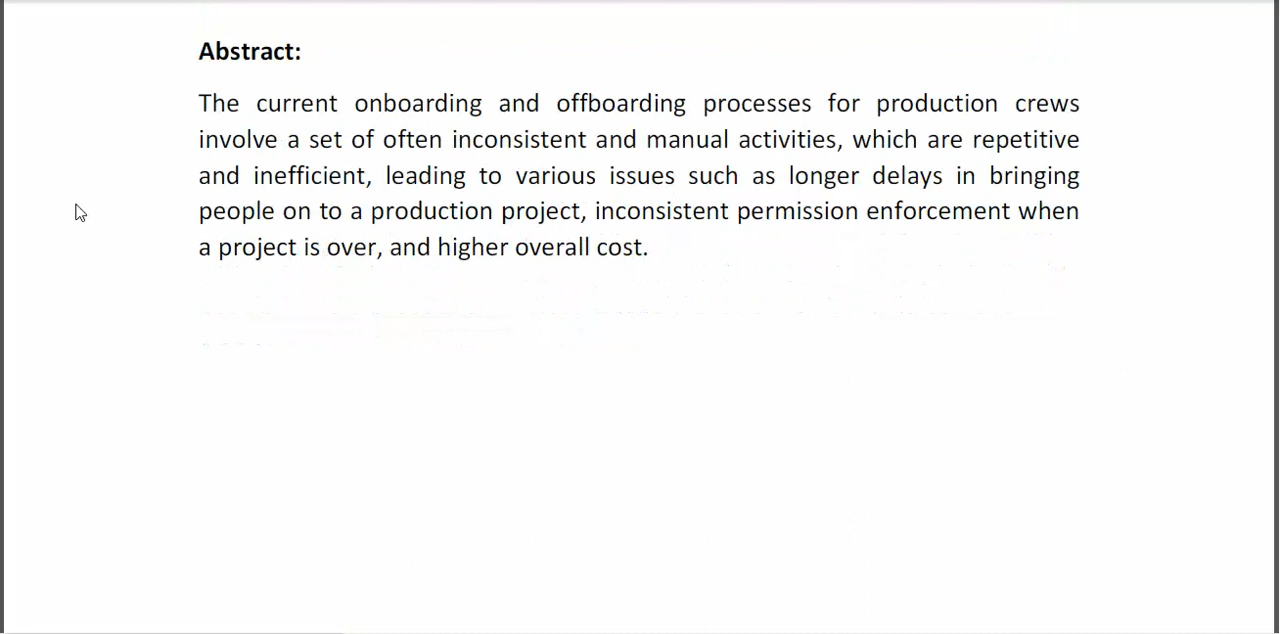 Abstract:
The current onboarding and offboarding processes for production crews
involve a set of often inconsistent and manual activities, which are repetitive
and inefficient, leading to various issues such as longer delays in bringing
people on to a production project, inconsistent permission enforcement when
a project is over, and higher overall cost.